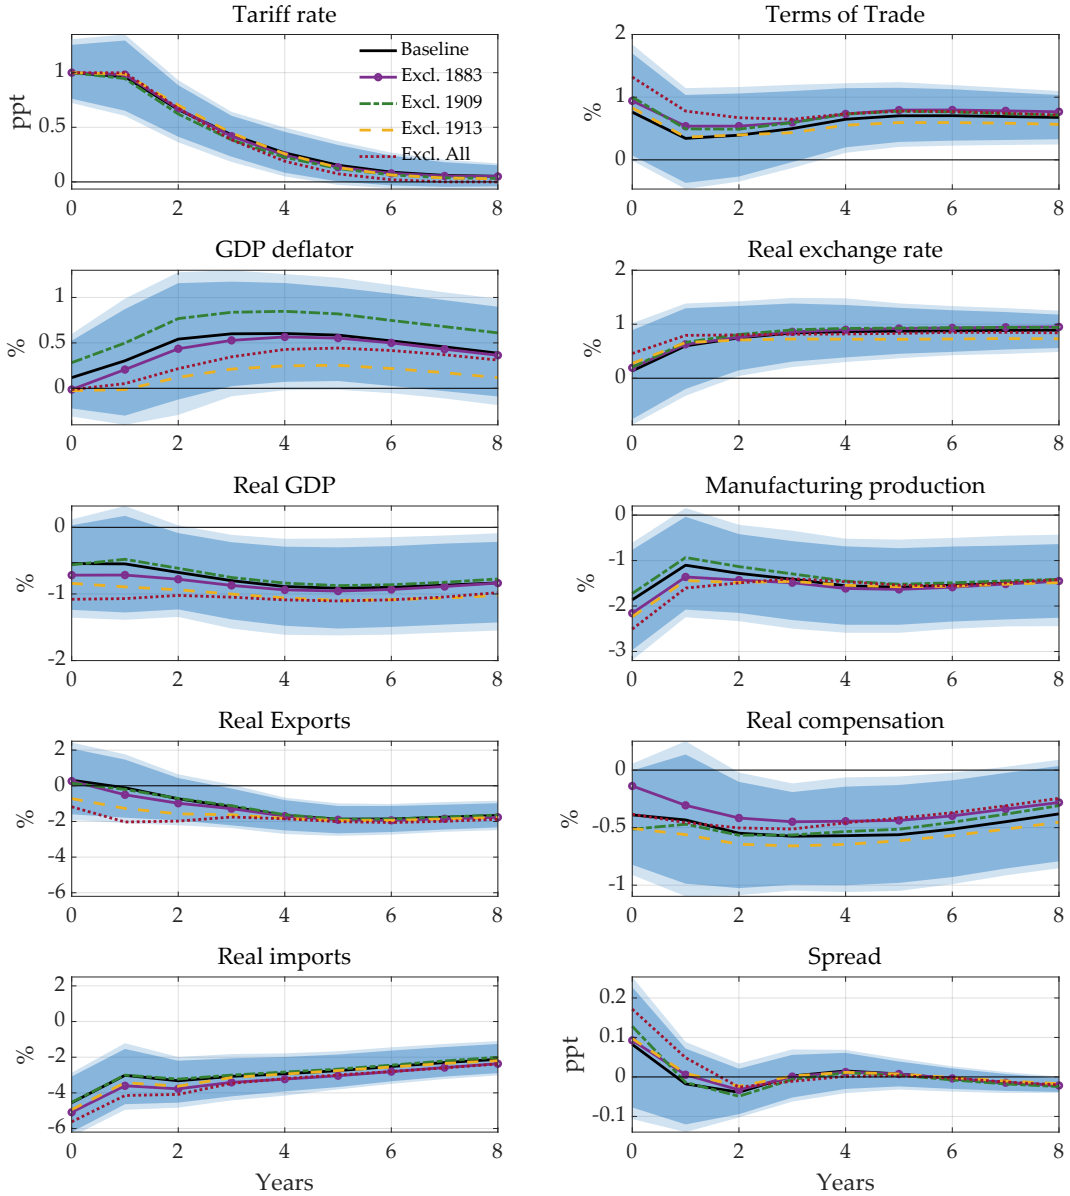 Tariff rate
ppt
1
0.5
0
0 2 4 6 8
Baseline
Excl. 1883
Excl. 1909
Excl. 1913
Excl. All
Terms of Trade
%
2
1
0
0 2 4 6 8
GDP deflator
%
1
0.5
0
0 2 4 6 8
Real exchange rate
%
2
1
0
0 2 4 6 8
Real GDP
%
0
-1
-2
0 2 4 6 8
Manufacturing production
%
0
-1
-2
-3
0 2 4 6 8
Real Exports
%
2
0
-2
-4
-6
0 2 4 6 8
Real compensation
%
0
-0.5
-1
0 2 4 6 8
Real imports
%
2
0
-2
-4
-6
0 2 4 6 8
Years
Spread
ppt
0.2
0.1
0
-0.1
0 2 4 6 8
Years